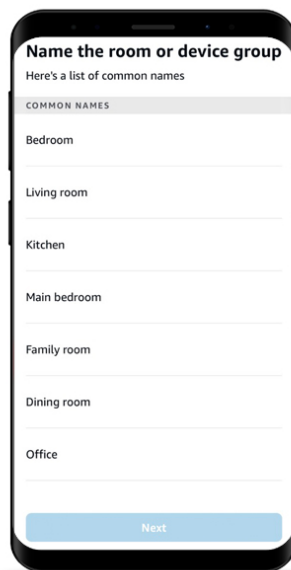 Name the room or device group
Here's a list of common names
COMMON NAMES
Bedroom
Living room
Kitchen
Main bedroom
Family room
Dining room
Office
Next